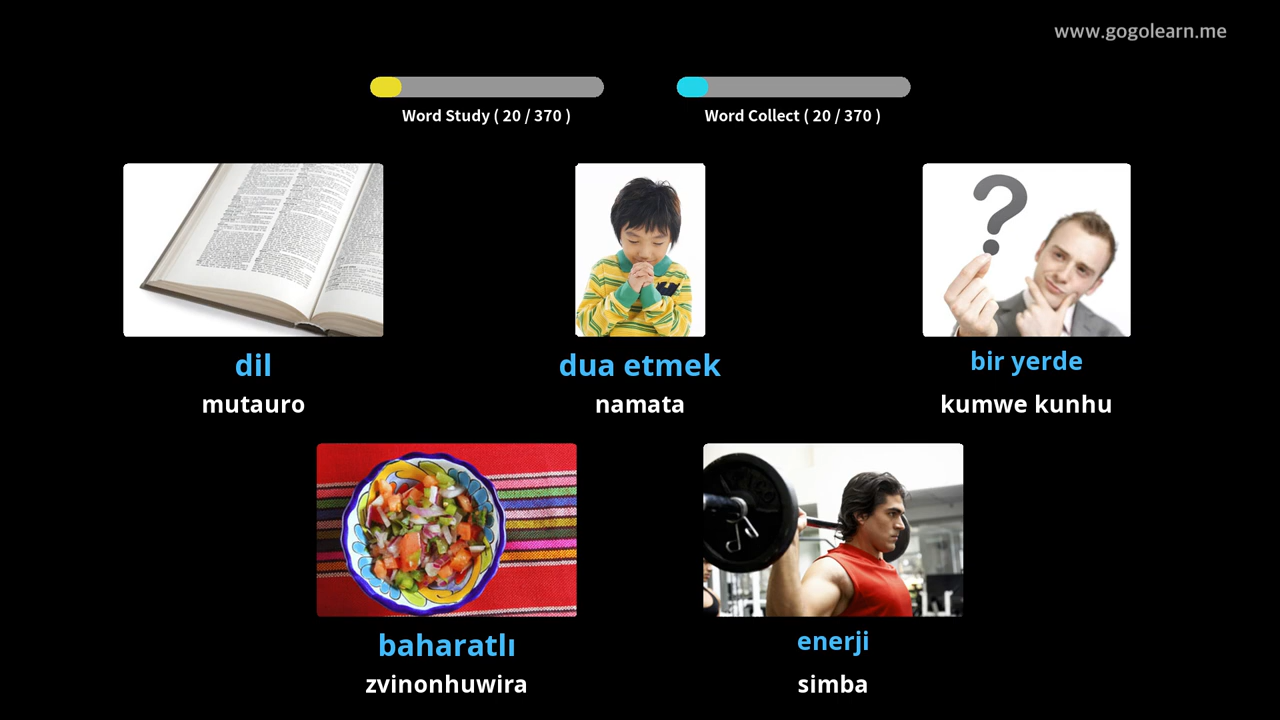 www.gogolearn.me
Word Study ( 20 / 370 )
Word Collect ( 20 / 370 )
dil
mutauro
dua etmek
namata
bir yerde
kumwe kunhu
baharatlı
zvinonhuwira
enerji
simba